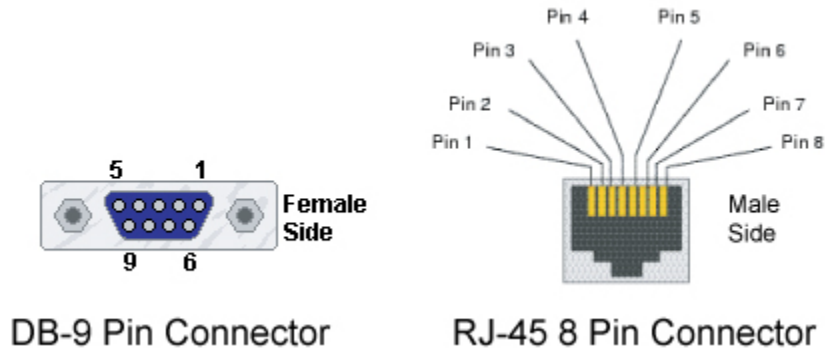 Pin 4 Pin 5
Pin 3 Pin 6
Pin 2 Pin 7
Pin 1 Pin 8
5 1
Female
Side
9 6
Male
Side
DB-9 Pin Connector
RJ-45 8 Pin Connector